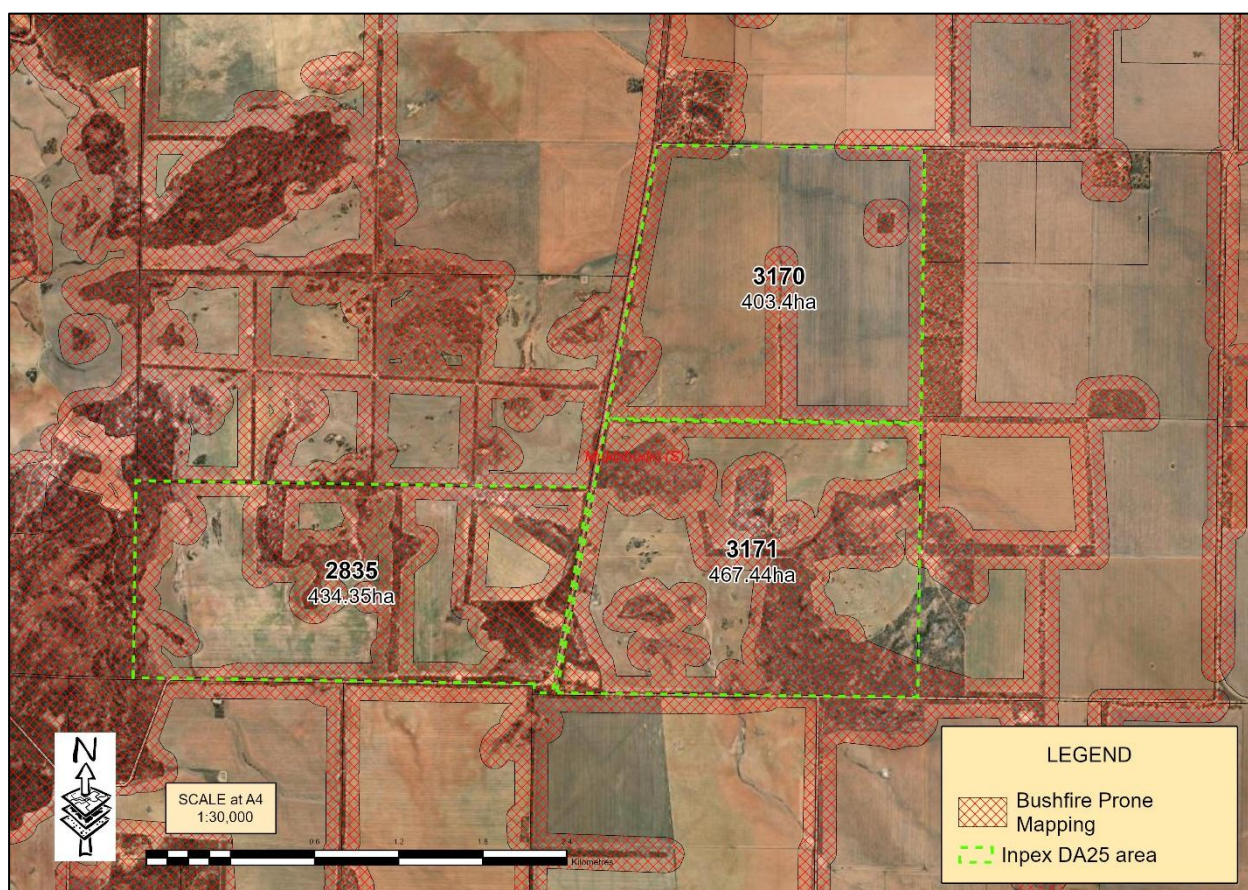 3170
403.4ha
3171
467.44ha
2835
434.35ha
N
SCALE at A4
1:30,000
0.6
1.2
1.8
2.4
Kilometres
LEGEND
Bushfire Prone
Mapping
Inpex DA25 area